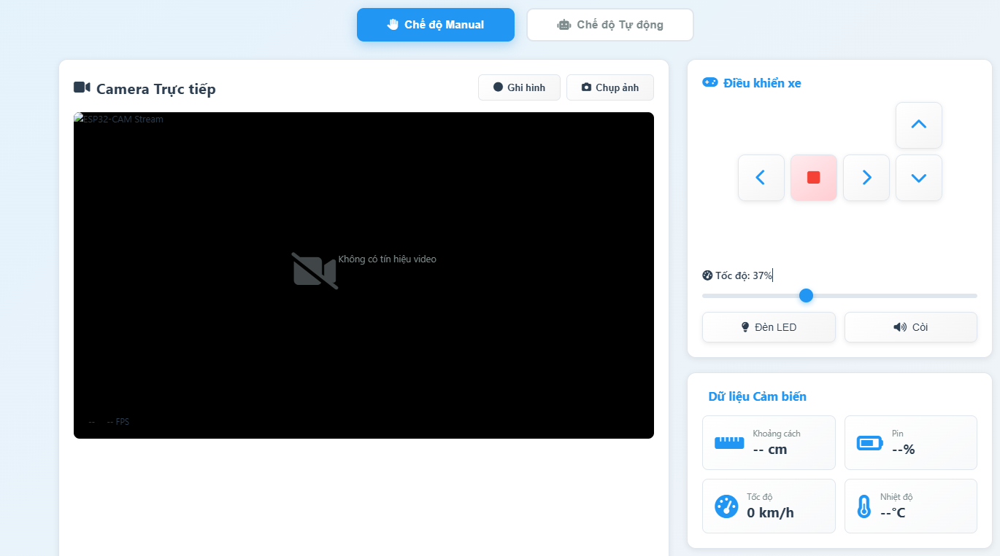 Chế độ Manual
Chế độ Tự động
Camera Trực tiếp
Ghi hình
Chụp ảnh
ESP32-CAM Stream
Không có tín hiệu video
-- -- FPS
Điều khiển xe
Tốc độ: 37%
Đèn LED
Còi
Dữ liệu Cảm biến
Khoảng cách
-- cm
Pin
--%
Tốc độ
0 km/h
Nhiệt độ
--°C